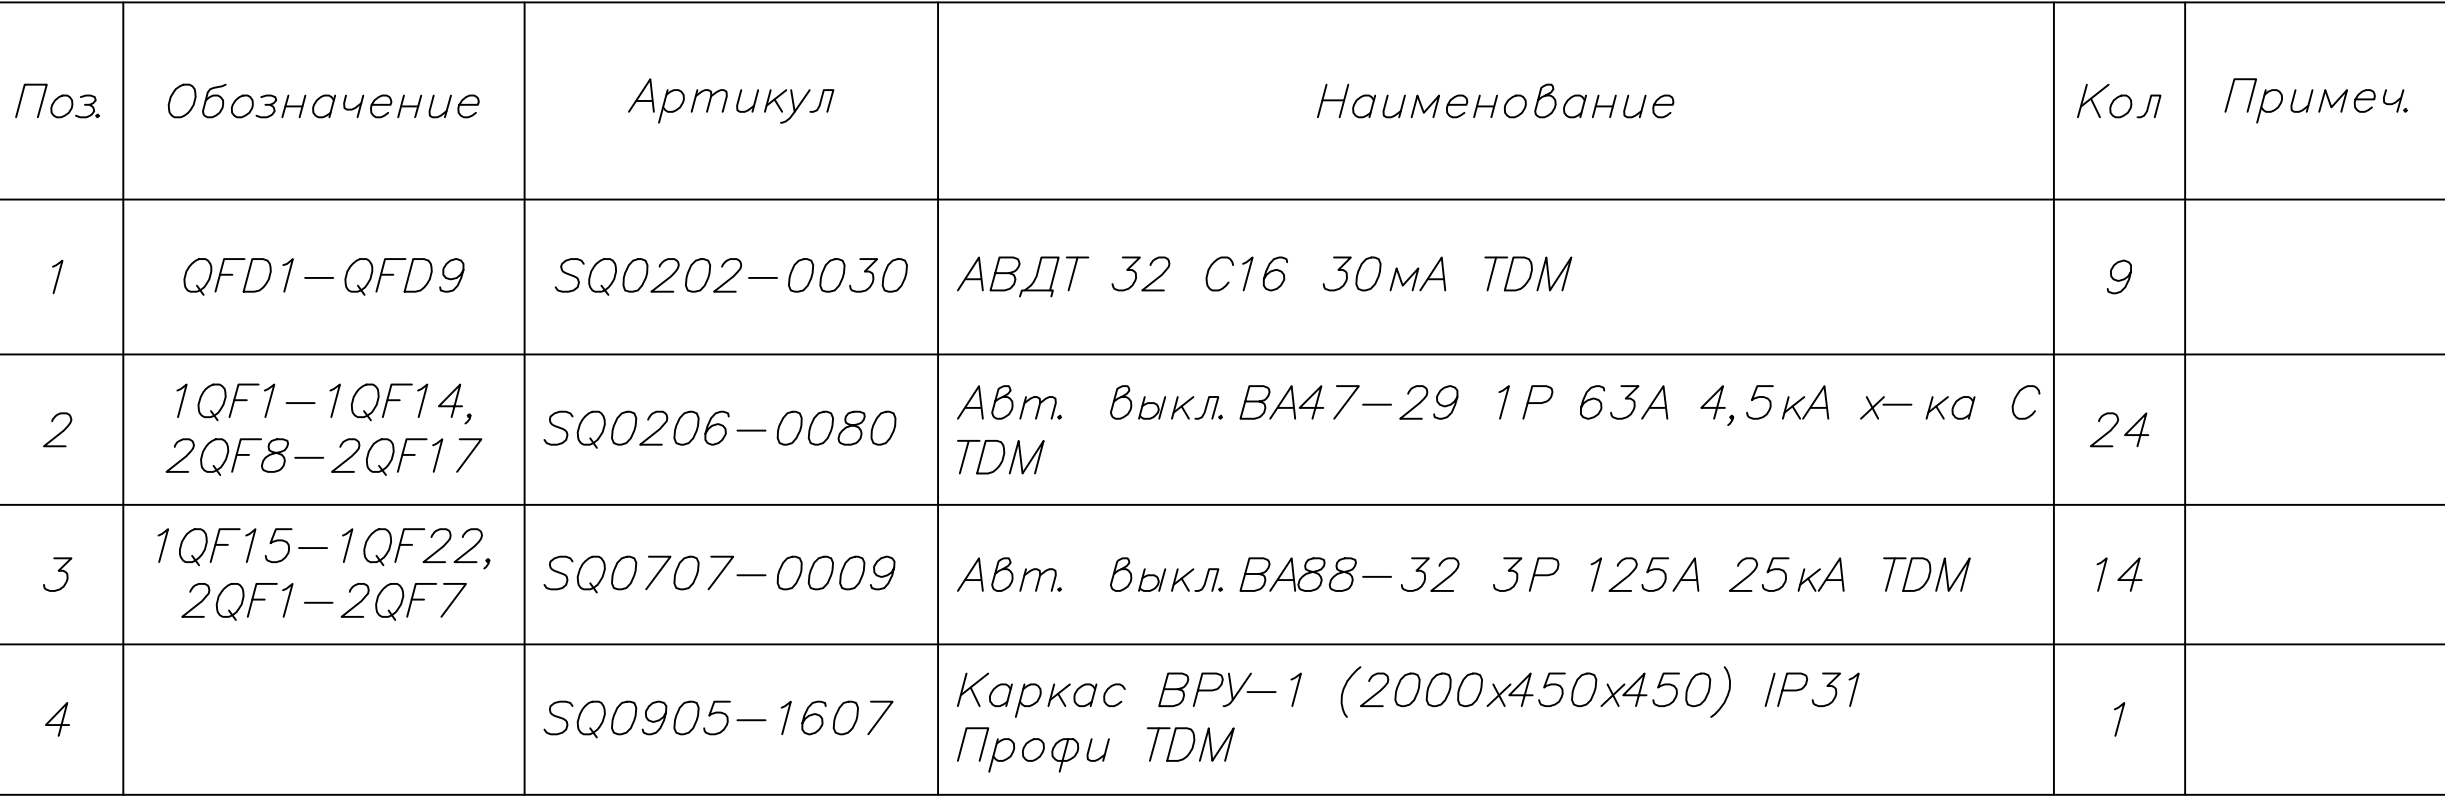 Поз. Обозначение Артикул Наименование Кол Примеч.
1 QFD1-QFD9 SQ0202-0030 АВДТ 32 С16 30мА TDM 9
2 1QF1-1QF14, 2QF8-2QF17 SQ0206-0080 Авт. выкл.ВА47-29 1Р 63А 4,5кА х-ка С TDM 24
3 1QF15-1QF22, 2QF1-2QF7 SQ0707-0009 Авт. выкл.ВА88-32 3Р 125А 25кА TDM 14
4 SQ0905-1607 Каркас ВРУ-1 (2000х450х450) IP31 Профи TDM 1